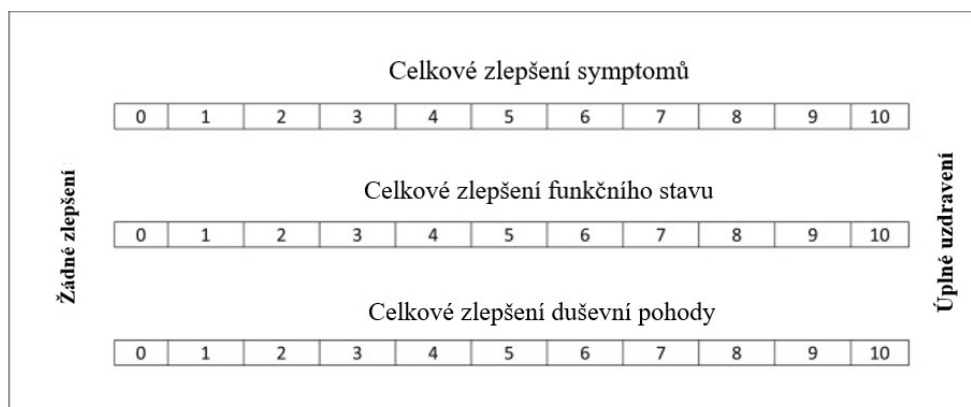 Celkové zlepšení symptomů
0 1 2 3 4 5 6 7 8 9 10
Žádné zlepšení
Celkové zlepšení funkčního stavu
0 1 2 3 4 5 6 7 8 9 10
Úplné uzdravení
Celkové zlepšení duševní pohody
0 1 2 3 4 5 6 7 8 9 10